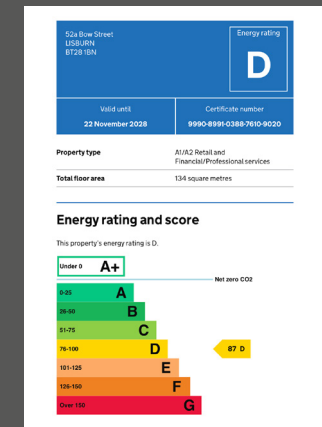 52a Bow Street
LISBURN
BT28 1BN
Energy rating
D
Valid until
22 November 2028
Certificate number
9990-8991-0388-7610-9020
Property type
A1/A2 Retail and
Financial/Professional services
Total floor area
134 square metres
Energy rating and score
This property's energy rating is D.
Under 0 A+
Net zero CO2
0-25 A
26-50 B
51-75 C
76-100 D
87 D
101-125 E
126-150 F
Over 150 G